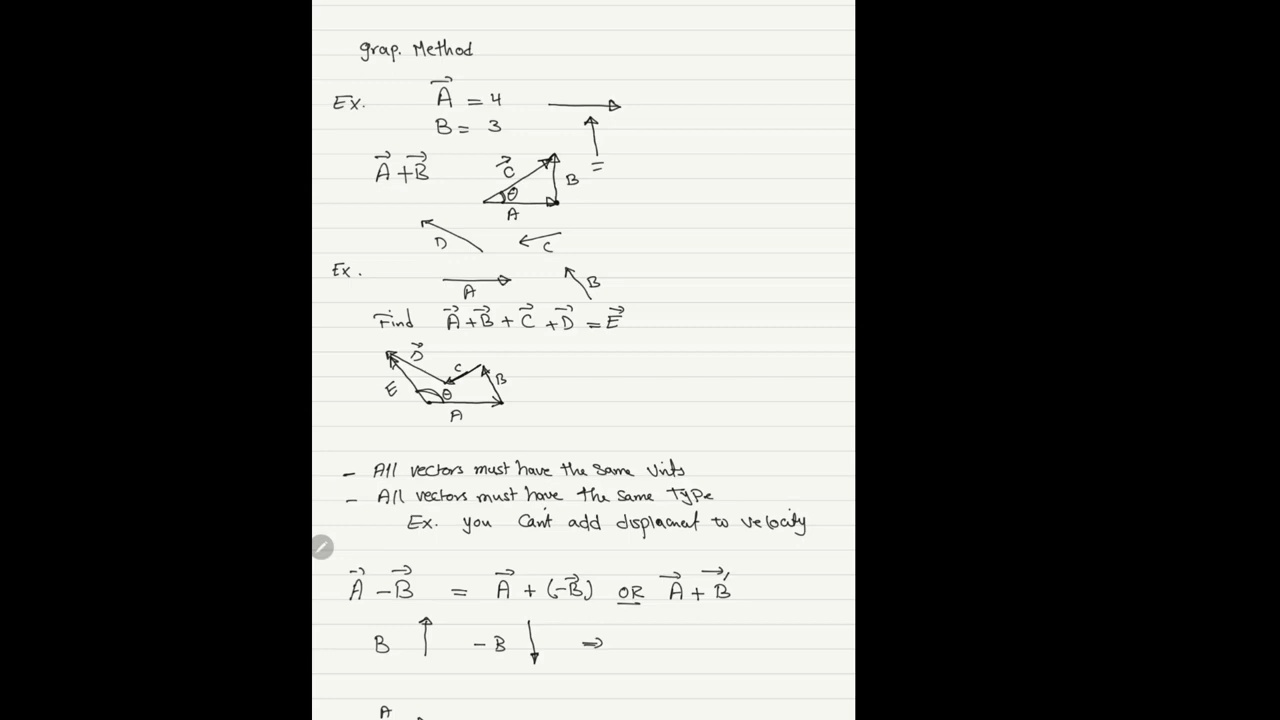 grap. Method
Ex. A = 4
B = 3
A + B
C
B
θ
A
D
C
Ex.
A
B
Find A + B + C + D = E
D
C
B
E
θ
A
- All vectors must have the same units
- All vectors must have the same Type
Ex. you Can't add displacmet to velocity
A - B = A + (-B) OR A + B'
B - B ⇒
A